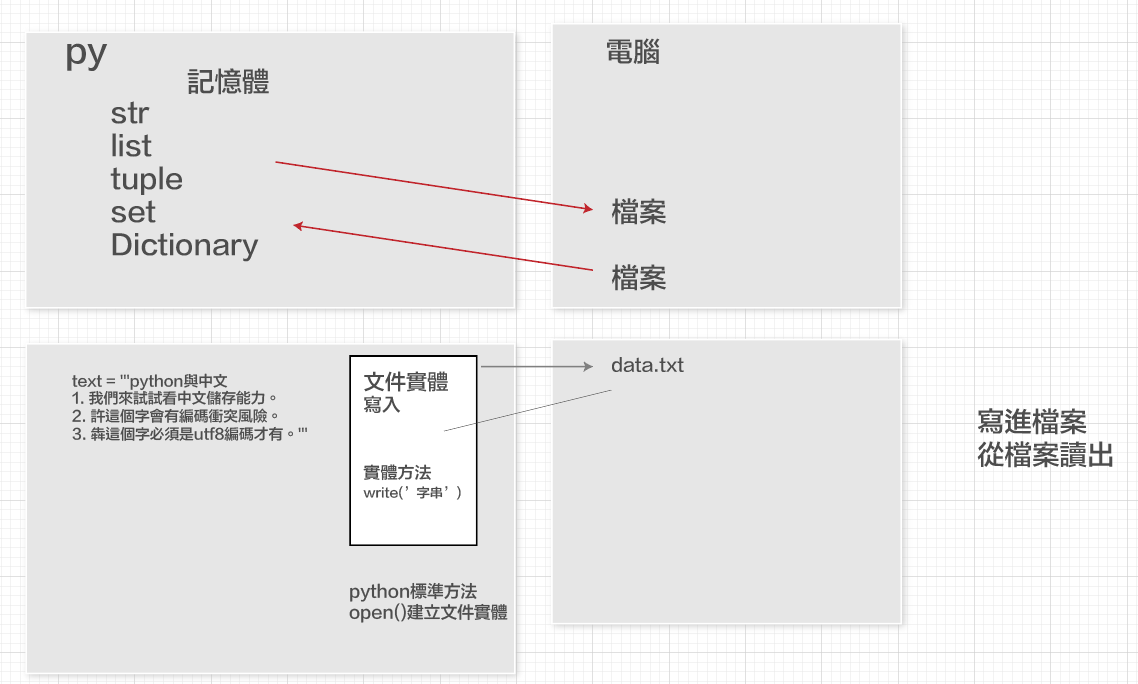 py
記憶體
str
list
tuple
set
Dictionary
電腦
檔案
檔案
text = '''python與中文
1. 我們來試試看中文儲存能力。
2. 許這個字會有編碼衝突風險。
3. 犇這個字必須是utf8編碼才有。'''
文件實體
寫入
實體方法
write(’字串’)
python標準方法
open()建立文件實體
data.txt
寫進檔案
從檔案讀出